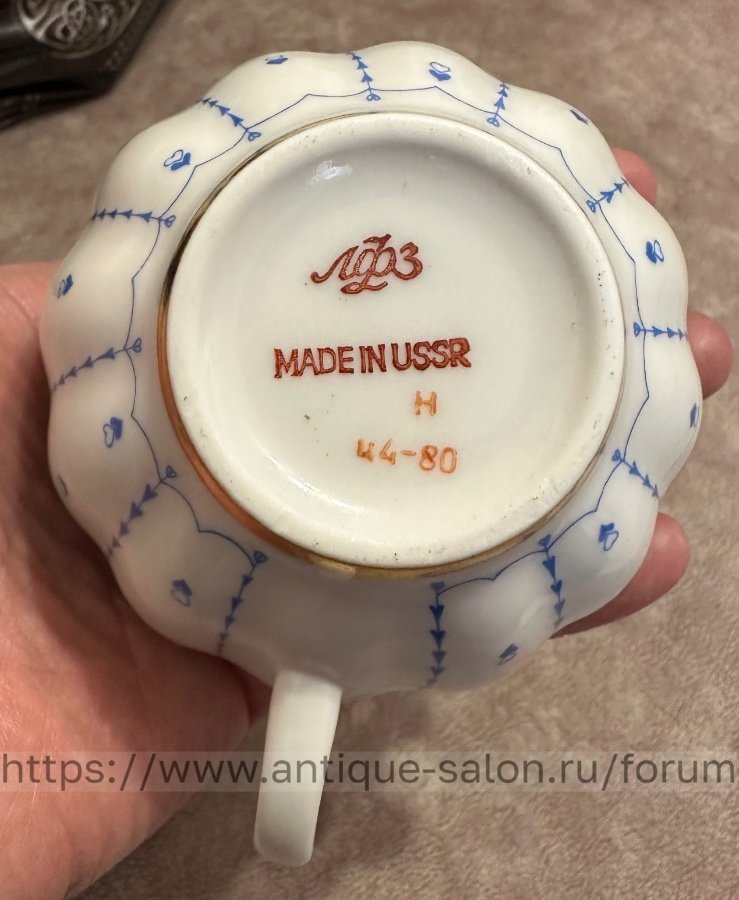 ЛФЗ
MADE IN USSR
Н
44-80
https://www.antique-salon.ru/forum